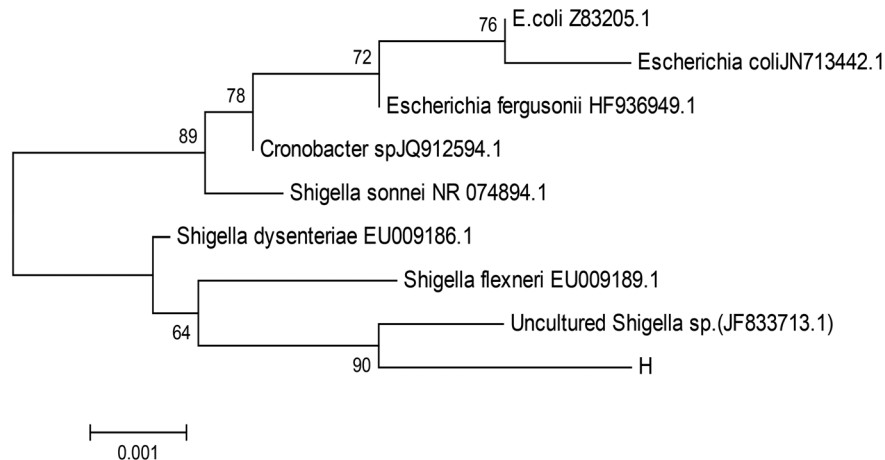 76
E.coli Z83205.1
Escherichia coliJN713442.1
72
Escherichia fergusonii HF936949.1
78
Cronobacter spJQ912594.1
89
Shigella sonnei NR 074894.1
Shigella dysenteriae EU009186.1
Shigella flexneri EU009189.1
64
Uncultured Shigella sp.(JF833713.1)
90
H
0.001